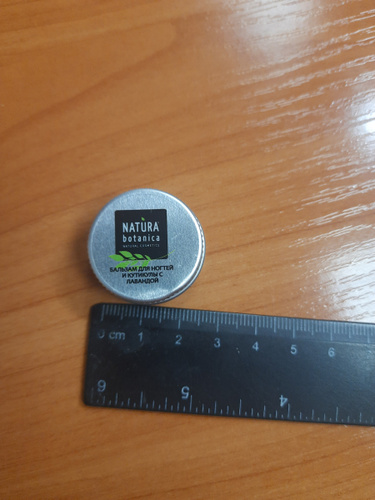 NATURA
botanica
NATURAL COSMETICS
БАЛЬЗАМ ДЛЯ НОГТЕЙ
И КУТИКУЛЫ С
ЛАВАНДОЙ
0 cm 1 2 3 4 5 6
6 5 4